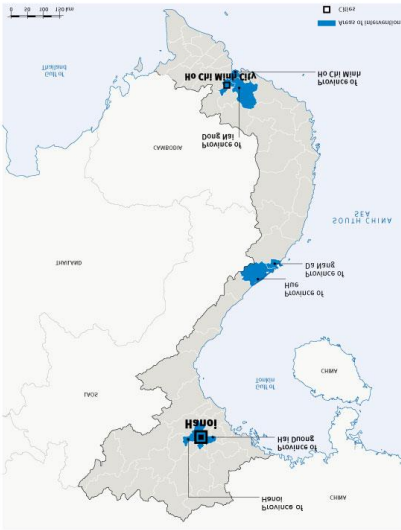 CHINA
Province of
Hanoi
Province of
Hai Duong
Hanoi
LAOS
CHINA
Gulf of
Tonkin
Province of
Hue
Province of
Da Nang
THAILAND
SOUTH CHINA
SEA
CAMBODIA
Province of
Dong Nai
Province of
Ho Chi Minh
Ho Chi Minh City
Gulf of
Thailand
Areas of Intervention
Cities
0 50 100 150 km